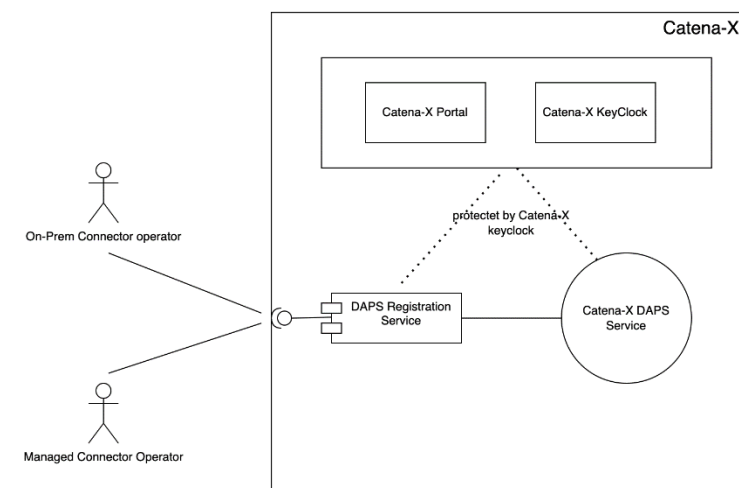 Catena-X
Catena-X Portal
Catena-X KeyClock
On-Prem Connector operator
protectet by Catena-X
keyclock
DAPS Registration
Service
Catena-X DAPS
Service
Managed Connector Operator